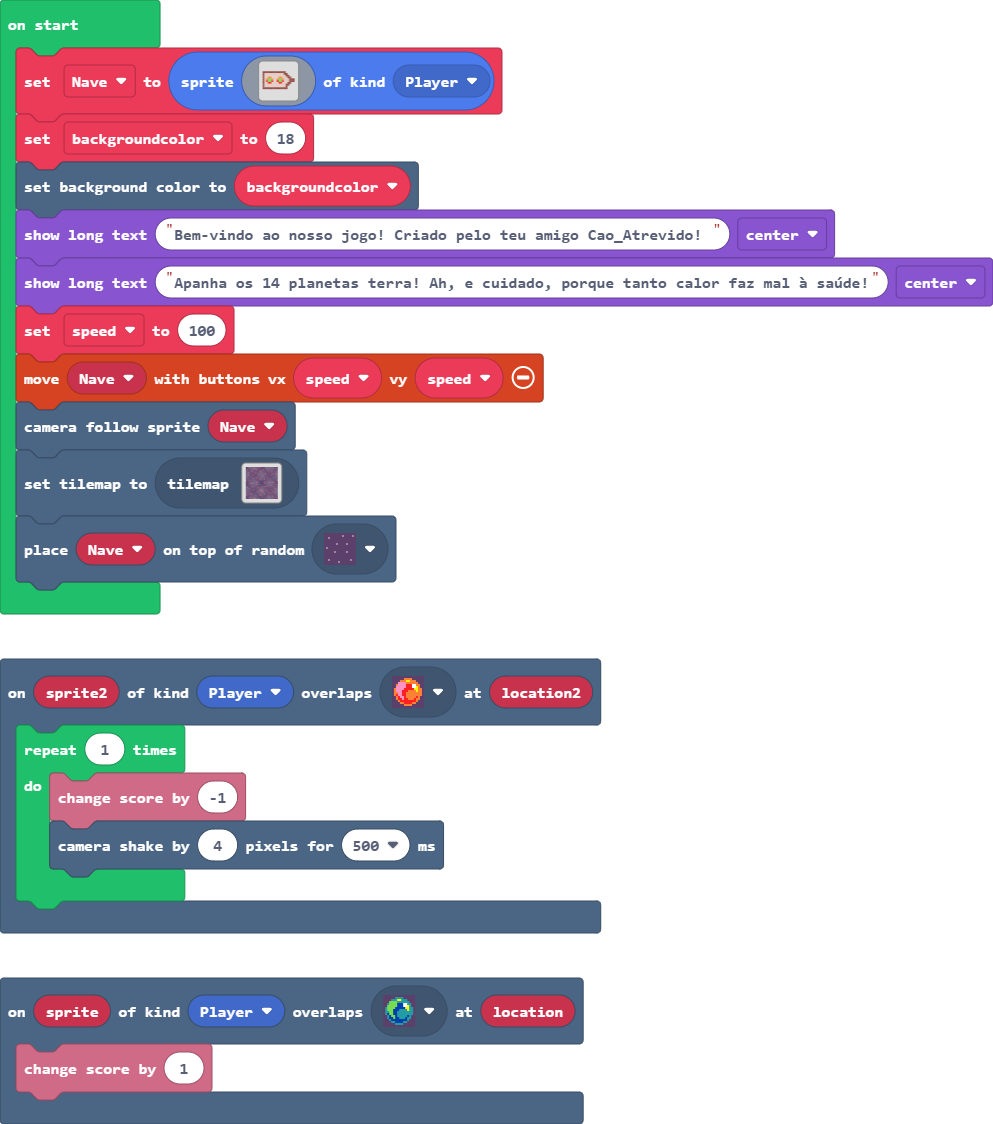 on start
set Nave to sprite of kind Player
set backgroundcolor to 18
set background color to backgroundcolor
show long text "Bem-vindo ao nosso jogo! Criado pelo teu amigo Cao_Atrevido! " center
show long text "Apanha os 14 planetas terra! Ah, e cuidado, porque tanto calor faz mal à saúde!" center
set speed to 100
move Nave with buttons vx speed vy speed
camera follow sprite Nave
set tilemap to tilemap
place Nave on top of random
on sprite2 of kind Player overlaps at location2
repeat 1 times
do
change score by -1
camera shake by 4 pixels for 500 ms
on sprite of kind Player overlaps at location
change score by 1